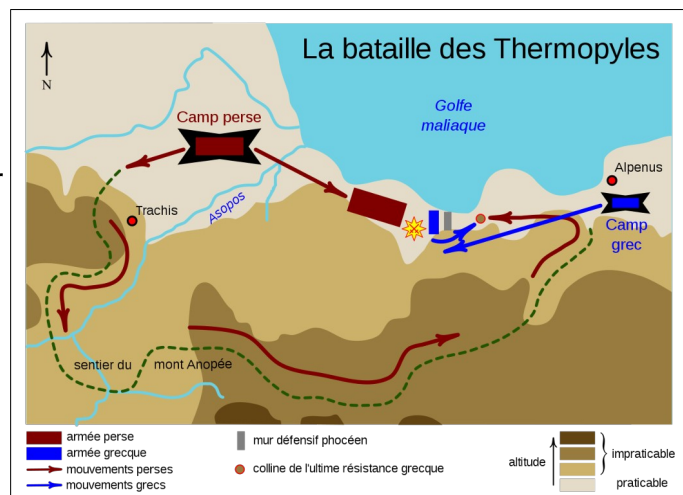 La bataille des Thermopyles
N
Golfe
maliaque
Camp perse
Alpenus
Trachis
Asopos
Camp
grec
sentier du
mont Anopée
armée perse
armée grecque
mouvements perses
mouvements grecs
mur défensif phocéen
colline de l'ultime résistance grecque
altitude
impraticable
praticable